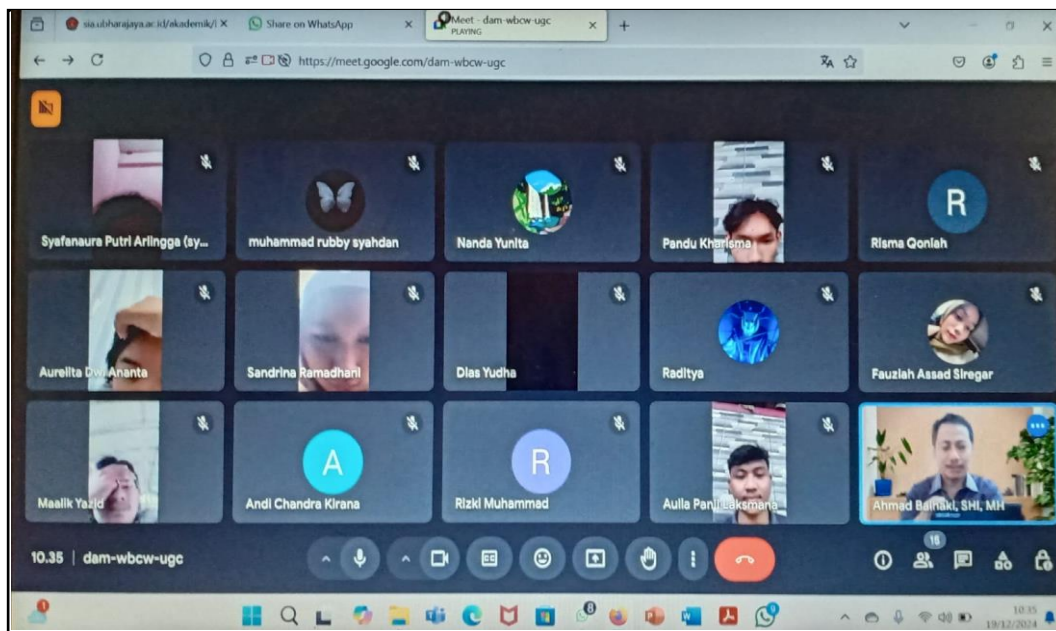 sia.ubharajaya.ac.id/akademik/l
Share on WhatsApp
Meet - dam-wbcw-ugc
PLAYING
https://meet.google.com/dam-wbcw-ugc
Syafanaura Putri Arlingga (sy...
muhammad rubby syahdan
Nanda Yunita
Pandu Kharisma
R
Risma Qoniah
Aurelita Dwi Ananta
Sandrina Ramadhani
Dias Yudha
Raditya
Fauziah Assad Siregar
Maalik Yazid
A
Andi Chandra Kirana
R
Rizki Muhammad
Aulia Panji Laksmana
Ahmad Baihaki, SHI, MH
10.35 | dam-wbcw-ugc
10:35
19/12/2024